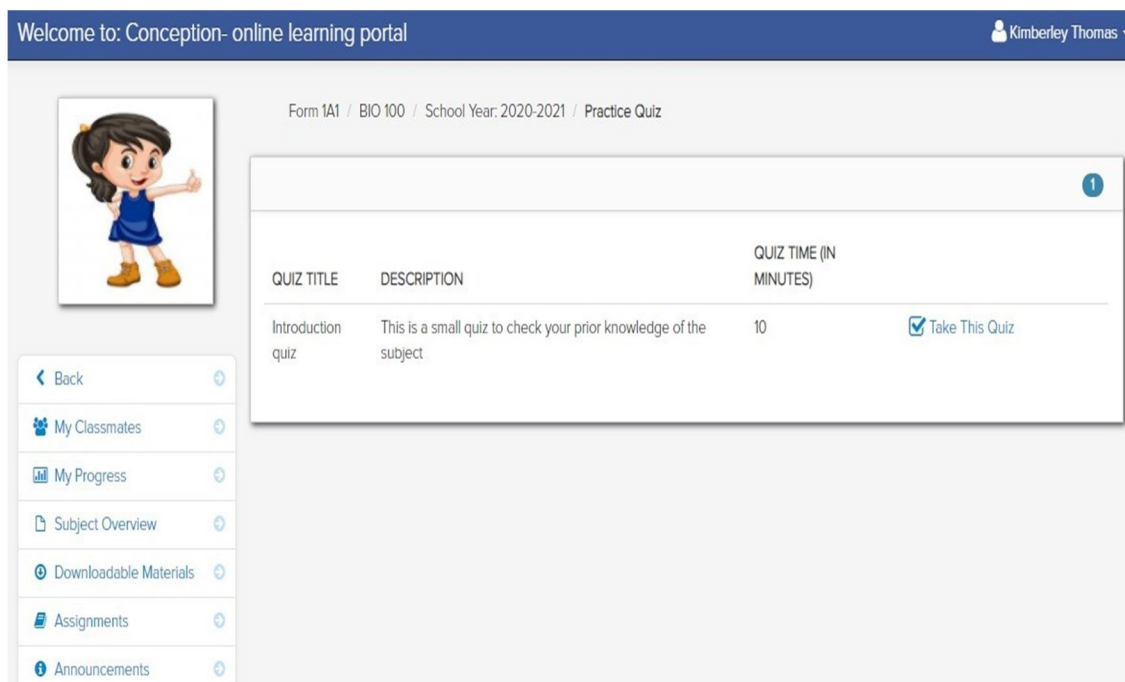 Welcome to: Conception- online learning portal
Kimberley Thomas
Form 1A1 / BIO 100 / School Year: 2020-2021 / Practice Quiz
1
QUIZ TITLE DESCRIPTION QUIZ TIME (IN
MINUTES)
Introduction This is a small quiz to check your prior knowledge of the 10 Take This Quiz
quiz subject
Back
My Classmates
My Progress
Subject Overview
Downloadable Materials
Assignments
Announcements